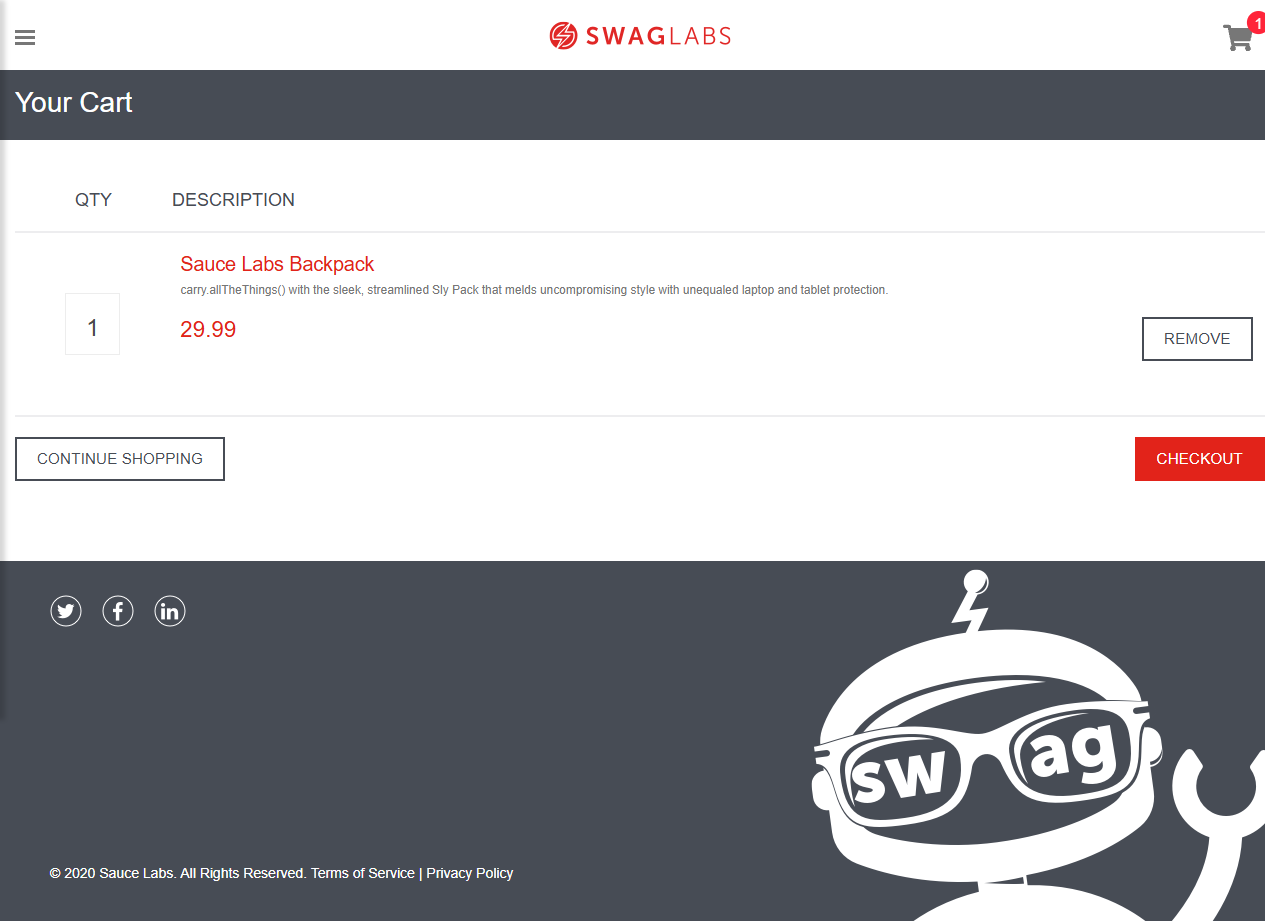 SWAGLABS
1
Your Cart
QTY DESCRIPTION
Sauce Labs Backpack
carry.allTheThings() with the sleek, streamlined Sly Pack that melds uncompromising style with unequaled laptop and tablet protection.
1
29.99
REMOVE
CONTINUE SHOPPING
CHECKOUT
sw ag
© 2020 Sauce Labs. All Rights Reserved. Terms of Service | Privacy Policy